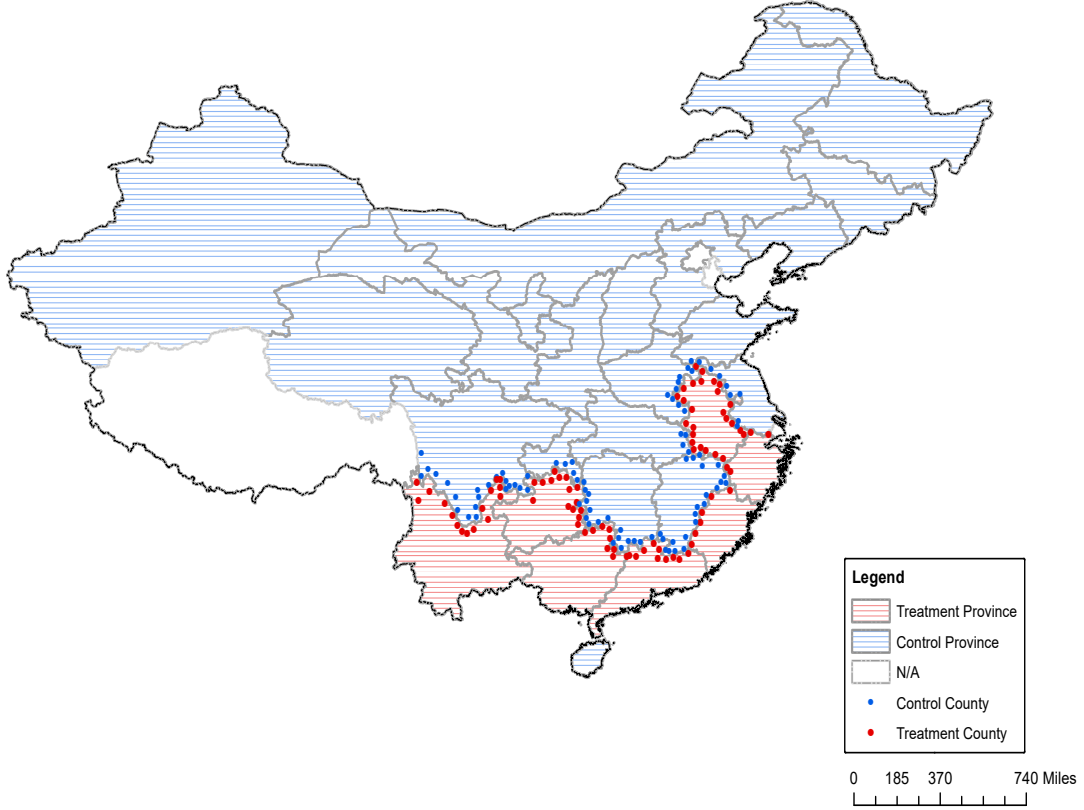 Legend
Treatment Province
Control Province
N/A
Control County
Treatment County
0 185 370 740 Miles